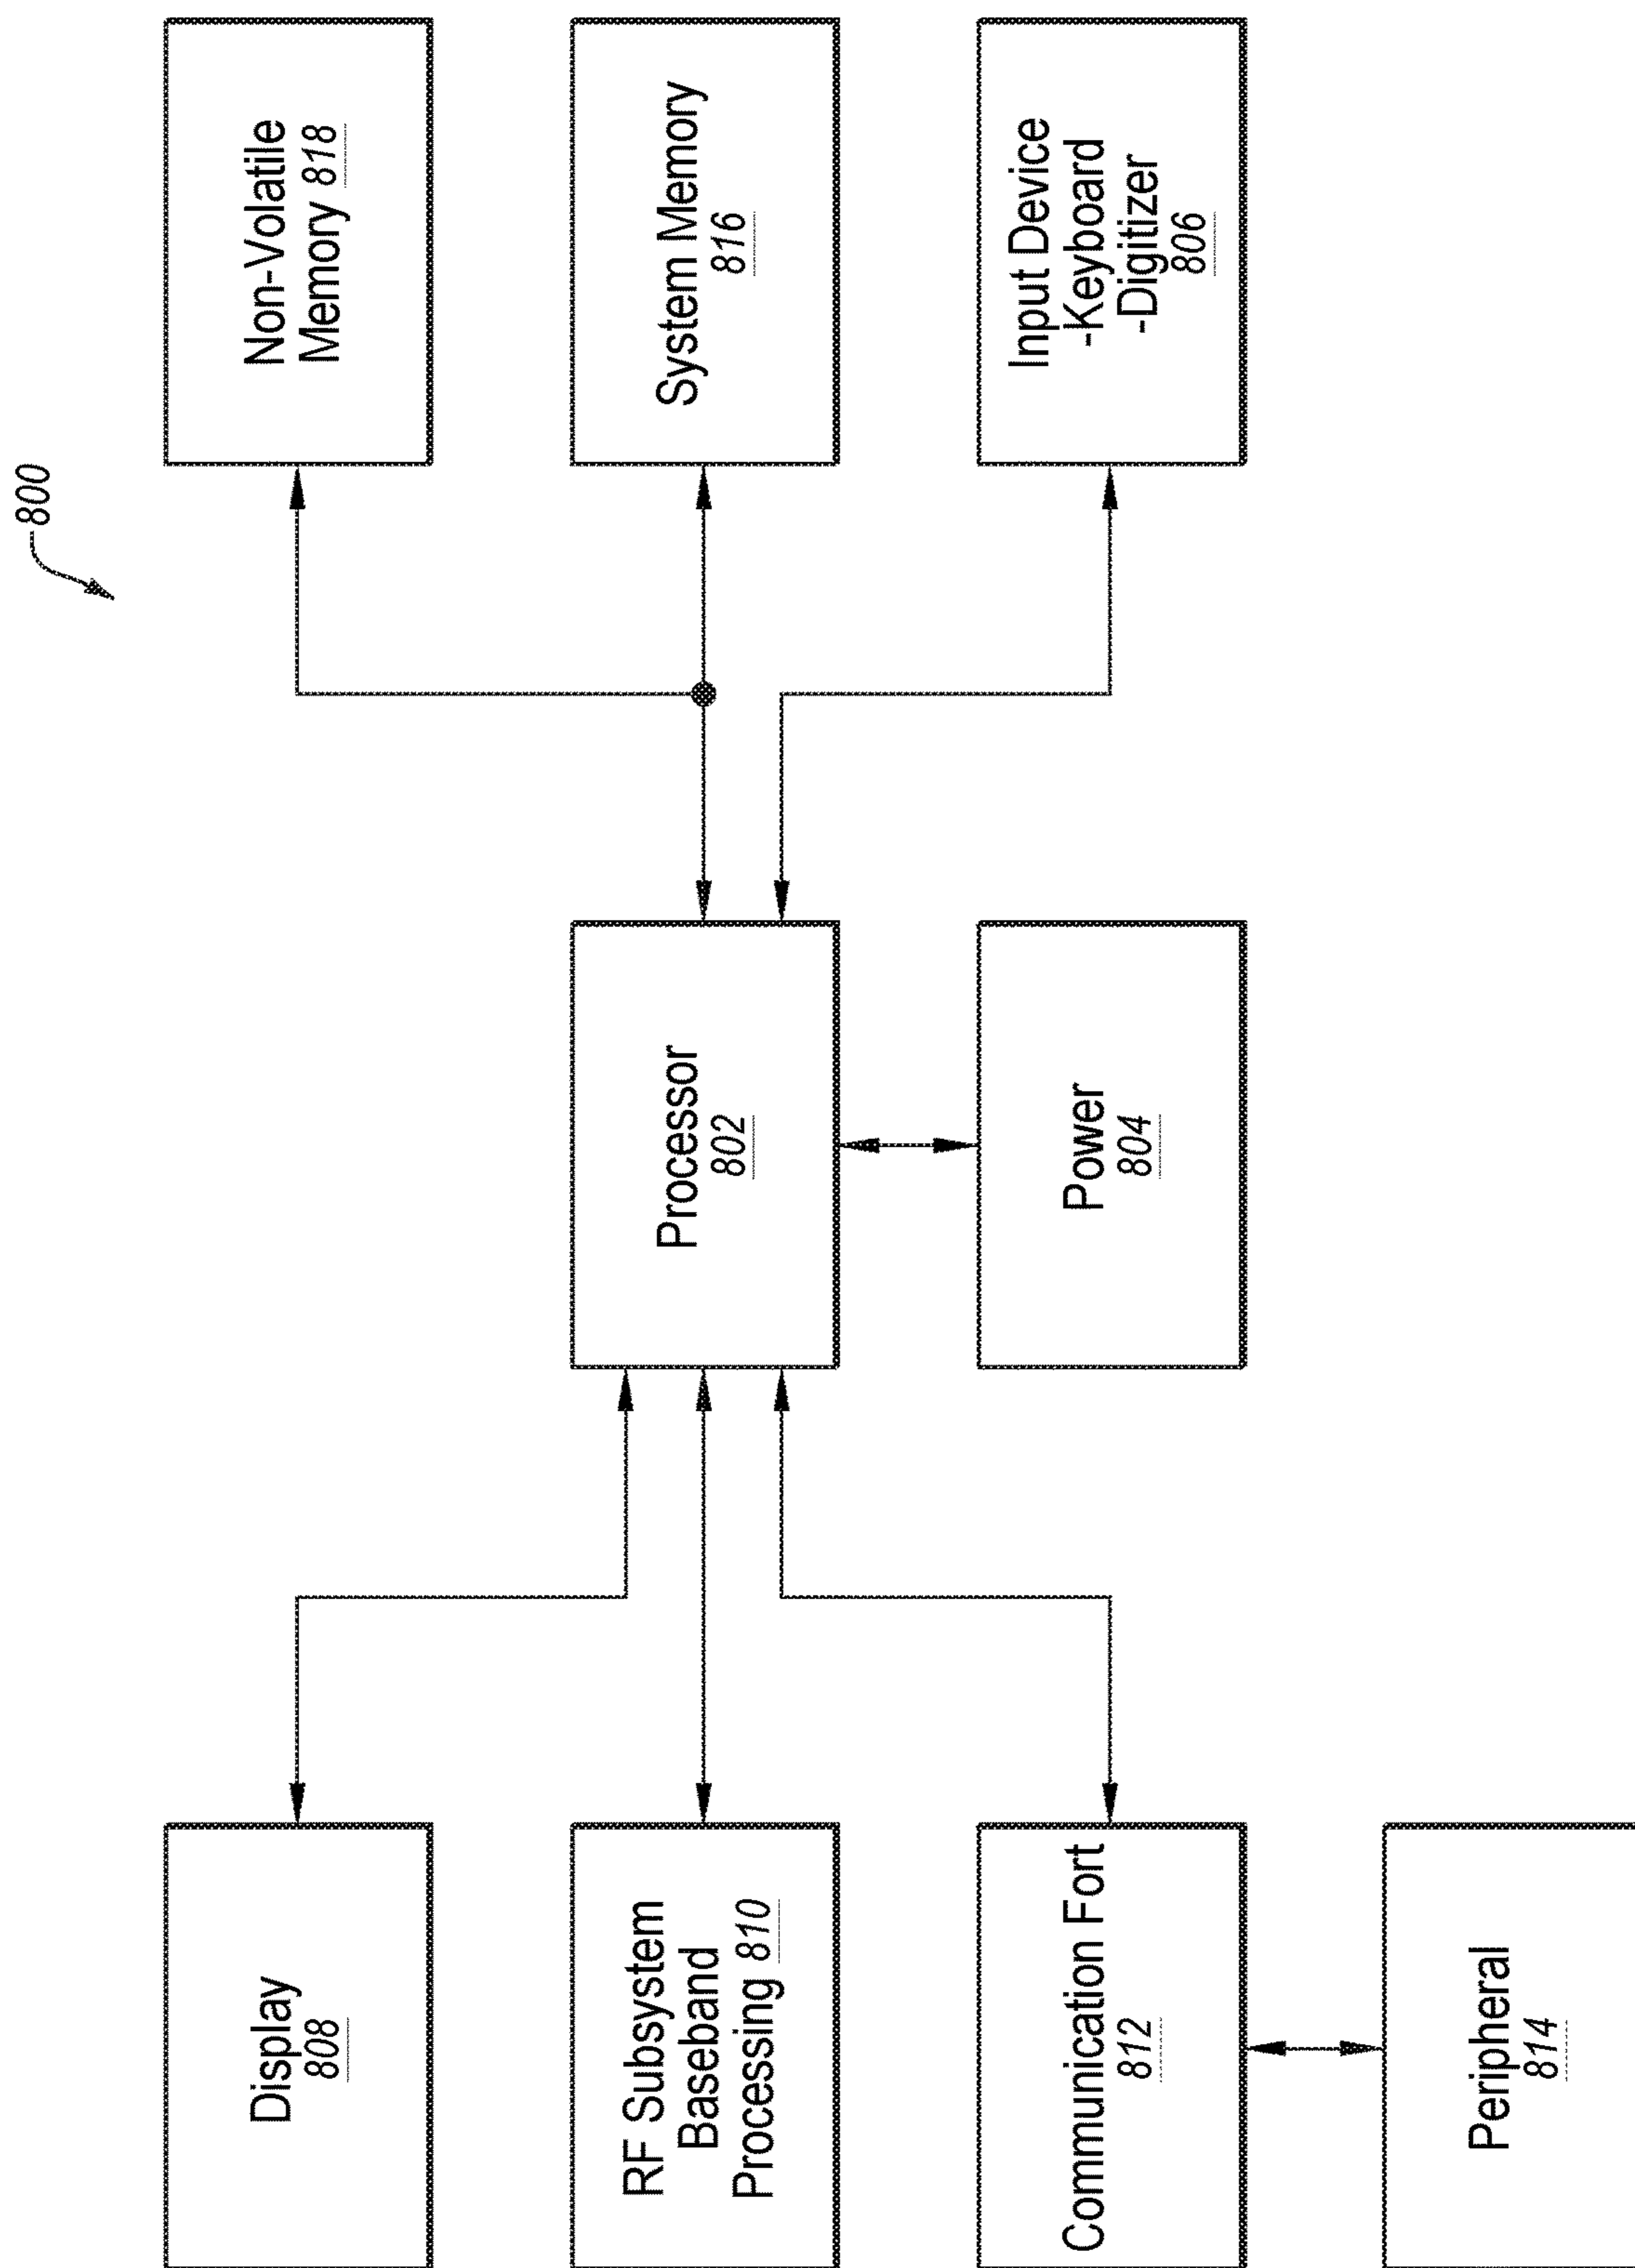 800
Display
808
Non-Volatile
Memory 818
RF Subsystem
Baseband
Processing 810
Processor
802
System Memory
816
Communication Fort
812
Power
804
Input Device
-Keyboard
-Digitizer
806
Peripheral
814